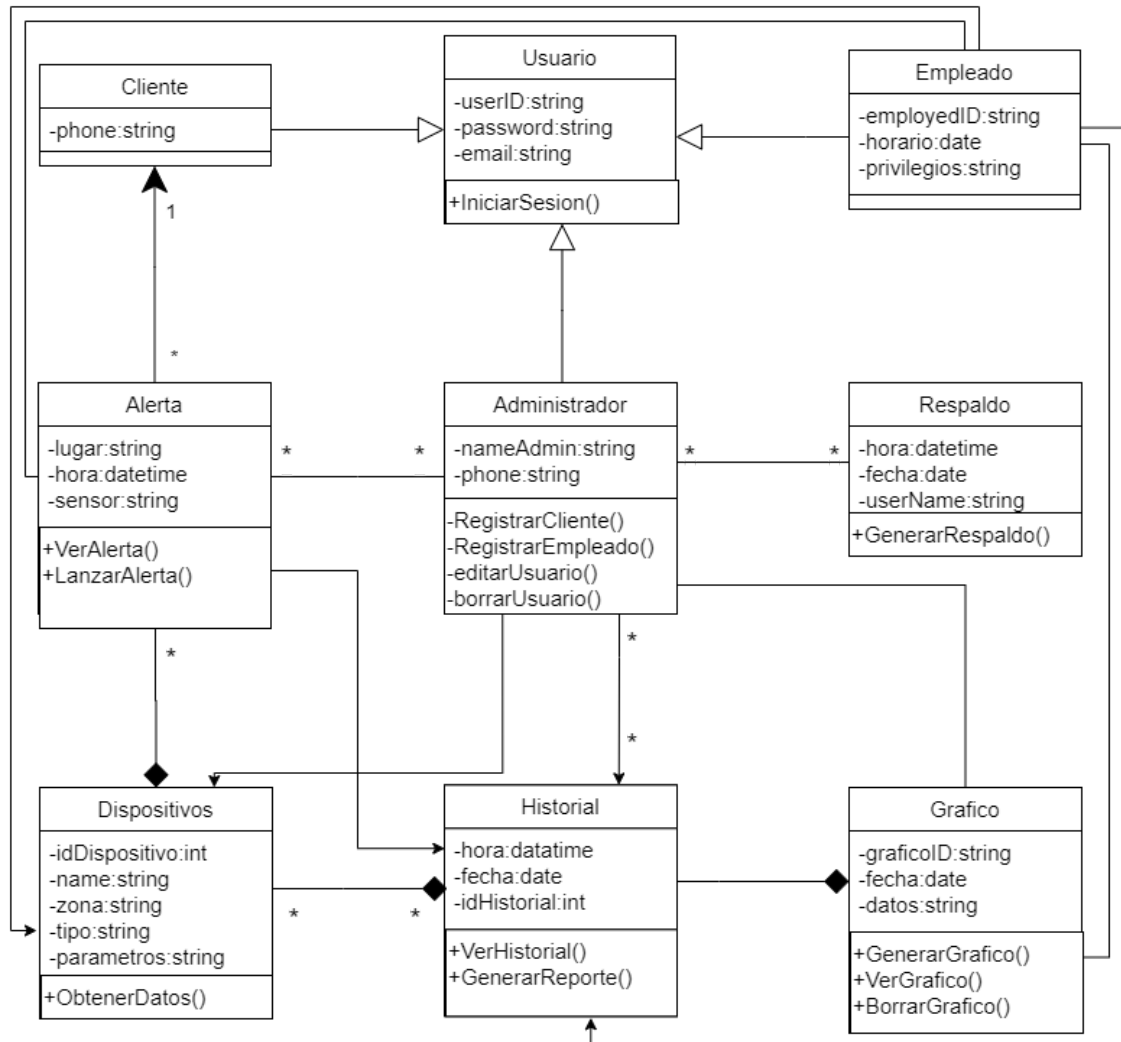 Cliente
-phone:string
1
*
Usuario
-userID:string
-password:string
-email:string
+IniciarSesion()
Empleado
-employedID:string
-horario:date
-privilegios:string
Alerta
-lugar:string
-hora:datetime
-sensor:string
+VerAlerta()
+LanzarAlerta()
*
*
*
Administrador
-nameAdmin:string
-phone:string
-RegistrarCliente()
-RegistrarEmpleado()
-editarUsuario()
-borrarUsuario()
*
*
*
*
Respaldo
-hora:datetime
-fecha:date
-userName:string
+GenerarRespaldo()
Dispositivos
-idDispositivo:int
-name:string
-zona:string
-tipo:string
-parametros:string
+ObtenerDatos()
*
*
Historial
-hora:datatime
-fecha:date
-idHistorial:int
+VerHistorial()
+GenerarReporte()
Grafico
-graficoID:string
-fecha:date
-datos:string
+GenerarGrafico()
+VerGrafico()
+BorrarGrafico()